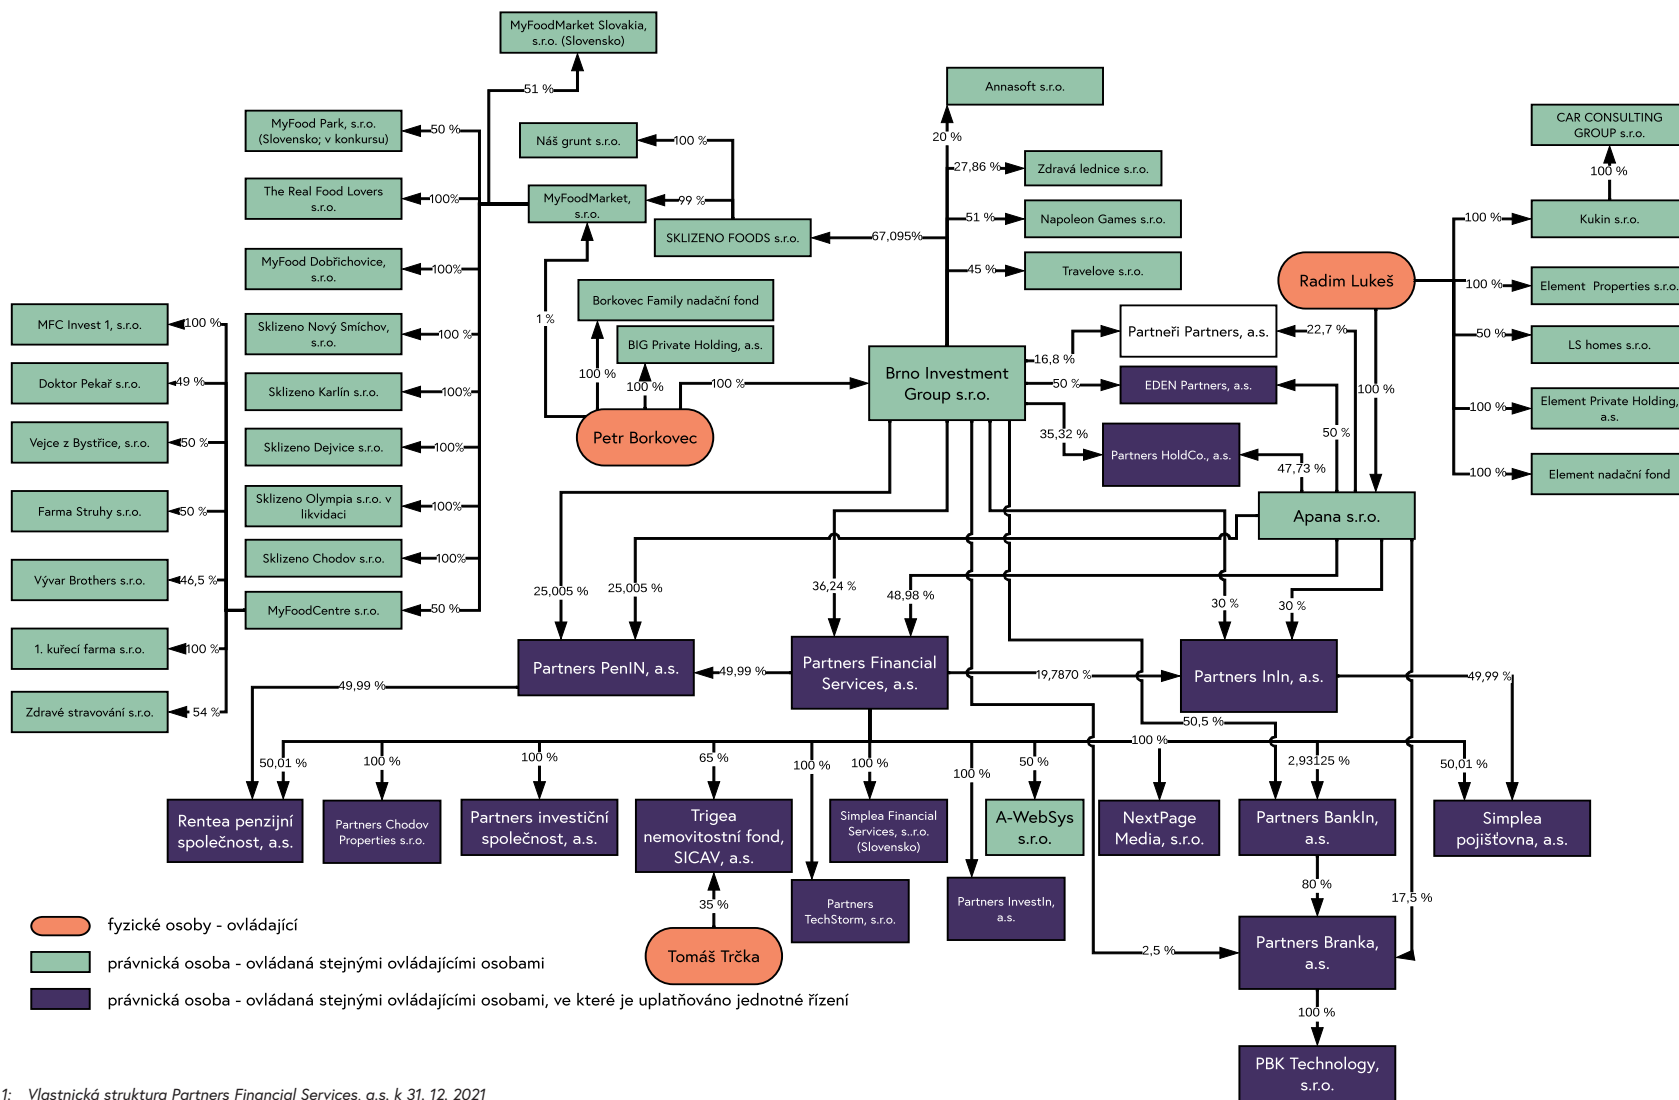 MyFoodMarket Slovakia,
s.r.o. (Slovensko)
51 %
Annasoft s.r.o.
20 %
MyFood Park, s.r.o.
(Slovensko; v konkursu)
50 %
Náš grunt s.r.o.
100 %
CAR CONSULTING
GROUP s.r.o.
100 %
27,86 %
Zdravá lednice s.r.o.
The Real Food Lovers
s.r.o.
100%
MyFoodMarket,
s.r.o.
99 %
51 %
Napoleon Games s.r.o.
100 %
Kukin s.r.o.
SKLIZENO FOODS s.r.o.
67,095%
MyFood Dobřichovice,
s.r.o.
100%
45 %
Travelove s.r.o.
Radim Lukeš
100 %
Element  Properties s.r.o.
Borkovec Family nadační fond
MFC Invest 1, s.r.o.
100 %
Sklizeno Nový Smíchov,
s.r.o.
100 %
1 %
BIG Private Holding, a.s.
Partneři Partners, a.s.
22,7 %
50 %
LS homes s.r.o.
16,8 %
Doktor Pekař s.r.o.
49 %
Sklizeno Karlín s.r.o.
100%
100 %
100 %
100 %
Brno Investment
Group s.r.o.
50 %
EDEN Partners, a.s.
100 %
100 %
Element Private Holding,
a.s.
Vejce z Bystřice, s.r.o.
50 %
Sklizeno Dejvice s.r.o.
100%
Petr Borkovec
35,32 %
Partners HoldCo., a.s.
50 %
47,73 %
100 %
Element nadační fond
Farma Struhy s.r.o.
50 %
Sklizeno Olympia s.r.o. v
likvidaci
100%
Apana s.r.o.
Sklizeno Chodov s.r.o.
100%
Vývar Brothers s.r.o.
46,5 %
MyFoodCentre s.r.o.
50 %
25,005 %
25,005 %
36,24 %
48,98 %
30 %
30 %
1. kuřecí farma s.r.o.
100 %
Partners PenIN, a.s.
49,99 %
Partners Financial
Services, a.s.
19,7870 %
Partners InIn, a.s.
49,99 %
49,99 %
Zdravé stravování s.r.o.
54 %
50,5 %
100 %
50,01 %
100 %
100 %
65 %
100 %
100 %
100 %
50 %
2,93125 %
50,01 %
Rentea penzijní
společnost, a.s.
Partners Chodov
Properties s.r.o.
Partners investiční
společnost, a.s.
Trigea
nemovitostní fond,
SICAV, a.s.
Simplea Financial
Services, s..r.o.
(Slovensko)
A-WebSys
s.r.o.
NextPage
Media, s.r.o.
Partners BankIn,
a.s.
Simplea
pojišťovna, a.s.
35 %
Partners
TechStorm, s.r.o.
Partners InvestIn,
a.s.
80 %
17,5 %
fyzické osoby - ovládající
Tomáš Trčka
2,5 %
Partners Branka,
a.s.
právnická osoba - ovládaná stejnými ovládajícími osobami
právnická osoba - ovládaná stejnými ovládajícími osobami, ve které je uplatňováno jednotné řízení
100 %
PBK Technology,
s.r.o.
1:   Vlastnická struktura Partners Financial Services, a.s. k 31. 12. 2021